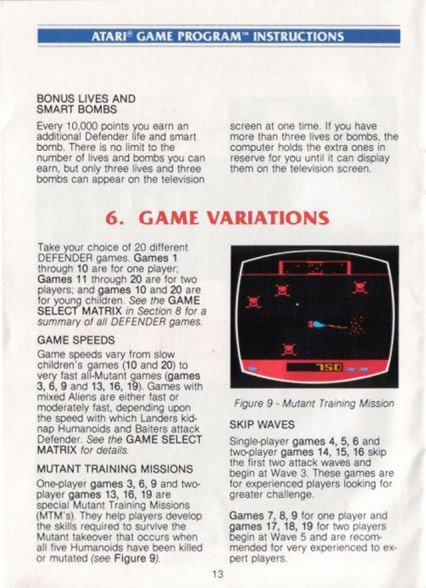 ATARI® GAME PROGRAM™ INSTRUCTIONS
BONUS LIVES AND
SMART BOMBS
Every 10,000 points you earn an
additional Defender life and smart
bomb. There is no limit to the
number of lives and bombs you can
earn, but only three lives and three
bombs can appear on the television
screen at one time. If you have
more than three lives or bombs, the
computer holds the extra ones in
reserve for you until it can display
them on the television screen.
6. GAME VARIATIONS
Take your choice of 20 different
DEFENDER games. Games 1
through 10 are for one player;
Games 11 through 20 are for two
players; and games 10 and 20 are
for young children. See the GAME
SELECT MATRIX in Section 8 for a
summary of all DEFENDER games.
GAME SPEEDS
Game speeds vary from slow
children's games (10 and 20) to
very fast all-Mutant games (games
3, 6, 9 and 13, 16, 19). Games with
mixed Aliens are either fast or
moderately fast, depending upon
the speed with which Landers kid-
nap Humanoids and Baiters attack
Defender. See the GAME SELECT
MATRIX for details.
MUTANT TRAINING MISSIONS
One-player games 3, 6, 9 and two-
player games 13, 16, 19 are
special Mutant Training Missions
(MTM's). They help players develop
the skills required to survive the
Mutant takeover that occurs when
all five Humanoids have been killed
or mutated (see Figure 9).
750
Figure 9 - Mutant Training Mission
SKIP WAVES
Single-player games 4, 5, 6 and
two-player games 14, 15, 16 skip
the first two attack waves and
begin at Wave 3. These games are
for experienced players looking for
greater challenge.
Games 7, 8, 9 for one player and
games 17, 18, 19 for two players
begin at Wave 5 and are recom-
mended for very experienced to ex-
pert players.
13